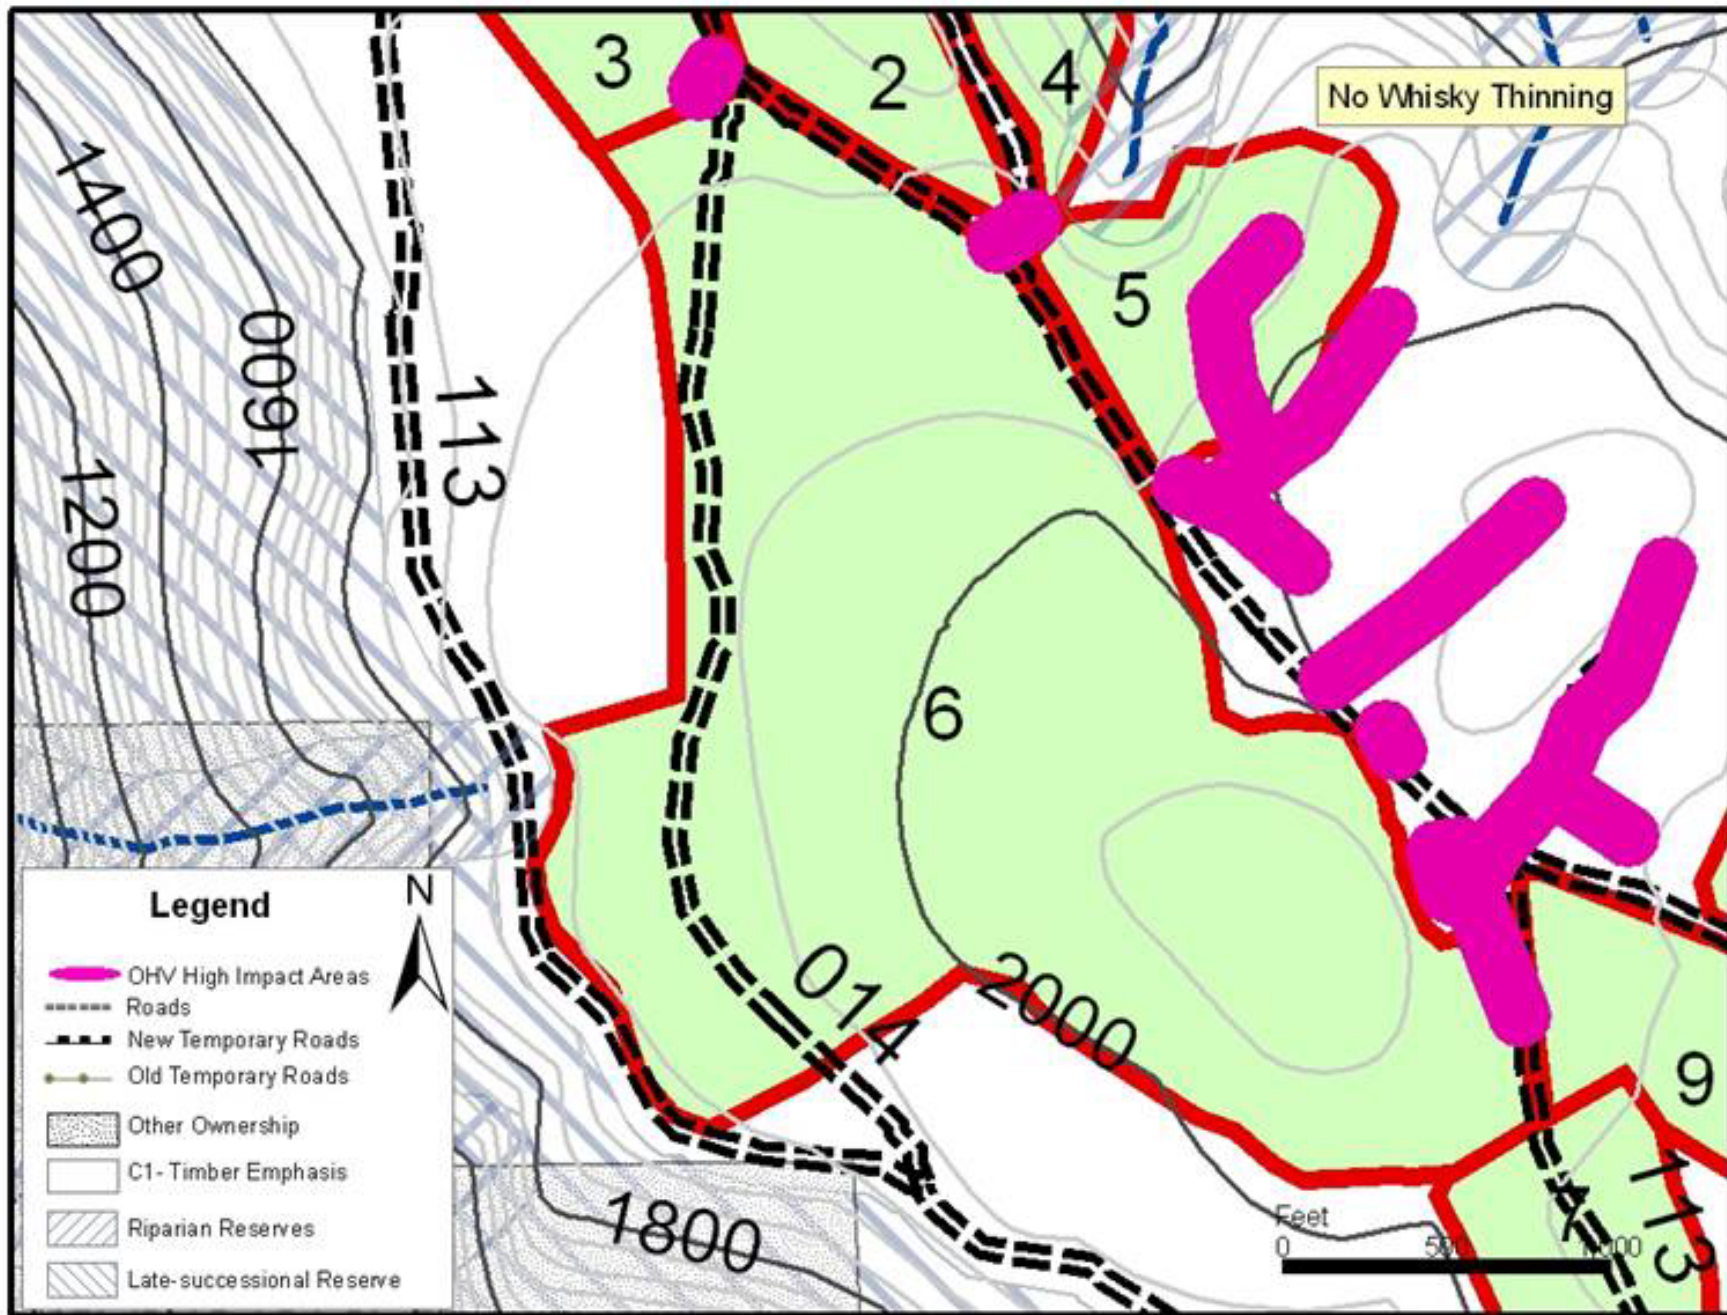 3
2
4
No Whisky Thinning
1400
5
1600
113
1200
6
014
2000
9
Legend
N
OHV High Impact Areas
Roads
New Temporary Roads
Old Temporary Roads
Other Ownership
C1- Timber Emphasis
Riparian Reserves
Late-successional Reserve
1800
113
Feet
0 500 1,000